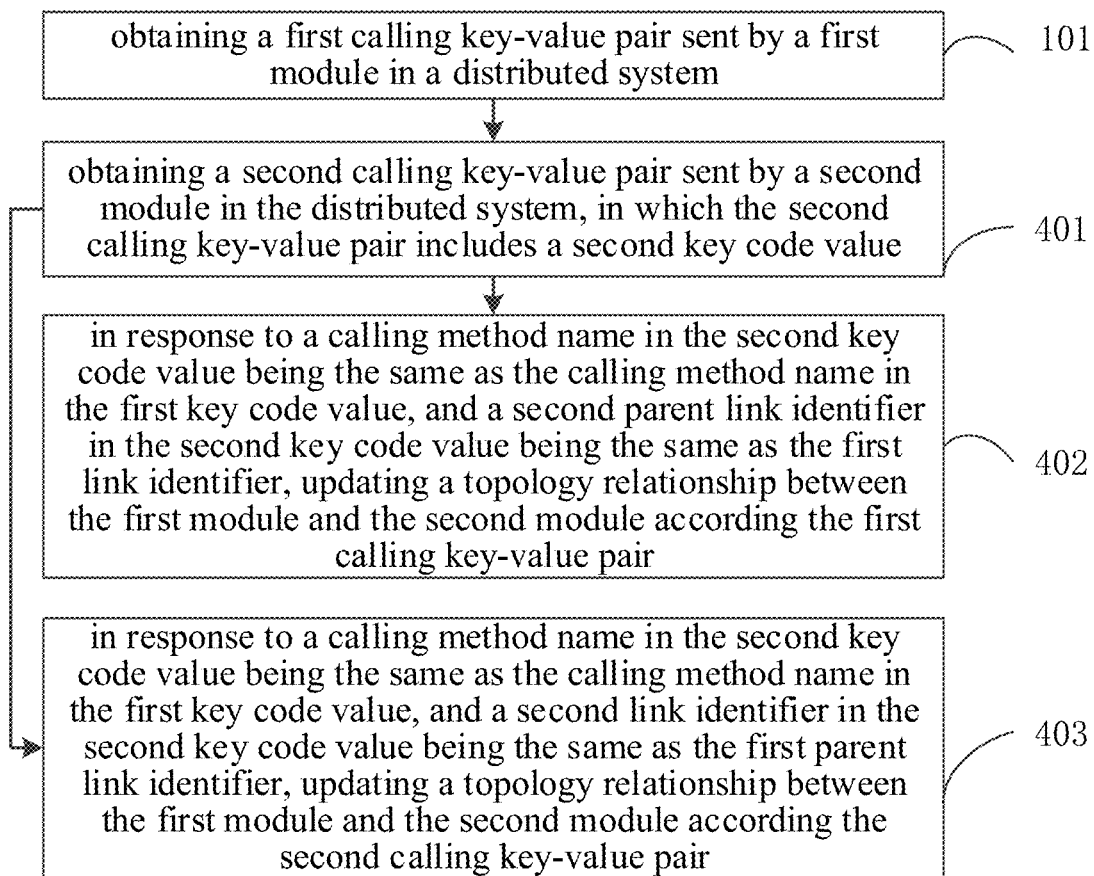 obtaining a first calling key-value pair sent by a first
module in a distributed system
101
obtaining a second calling key-value pair sent by a second
module in the distributed system, in which the second
calling key-value pair includes a second key code value
401
in response to a calling method name in the second key
code value being the same as the calling method name in
the first key code value, and a second parent link identifier
in the second key code value being the same as the first
link identifier, updating a topology relationship between
the first module and the second module according the first
calling key-value pair
402
in response to a calling method name in the second key
code value being the same as the calling method name in
the first key code value, and a second link identifier in the
second key code value being the same as the first parent
link identifier, updating a topology relationship between
the first module and the second module according the
second calling key-value pair
403